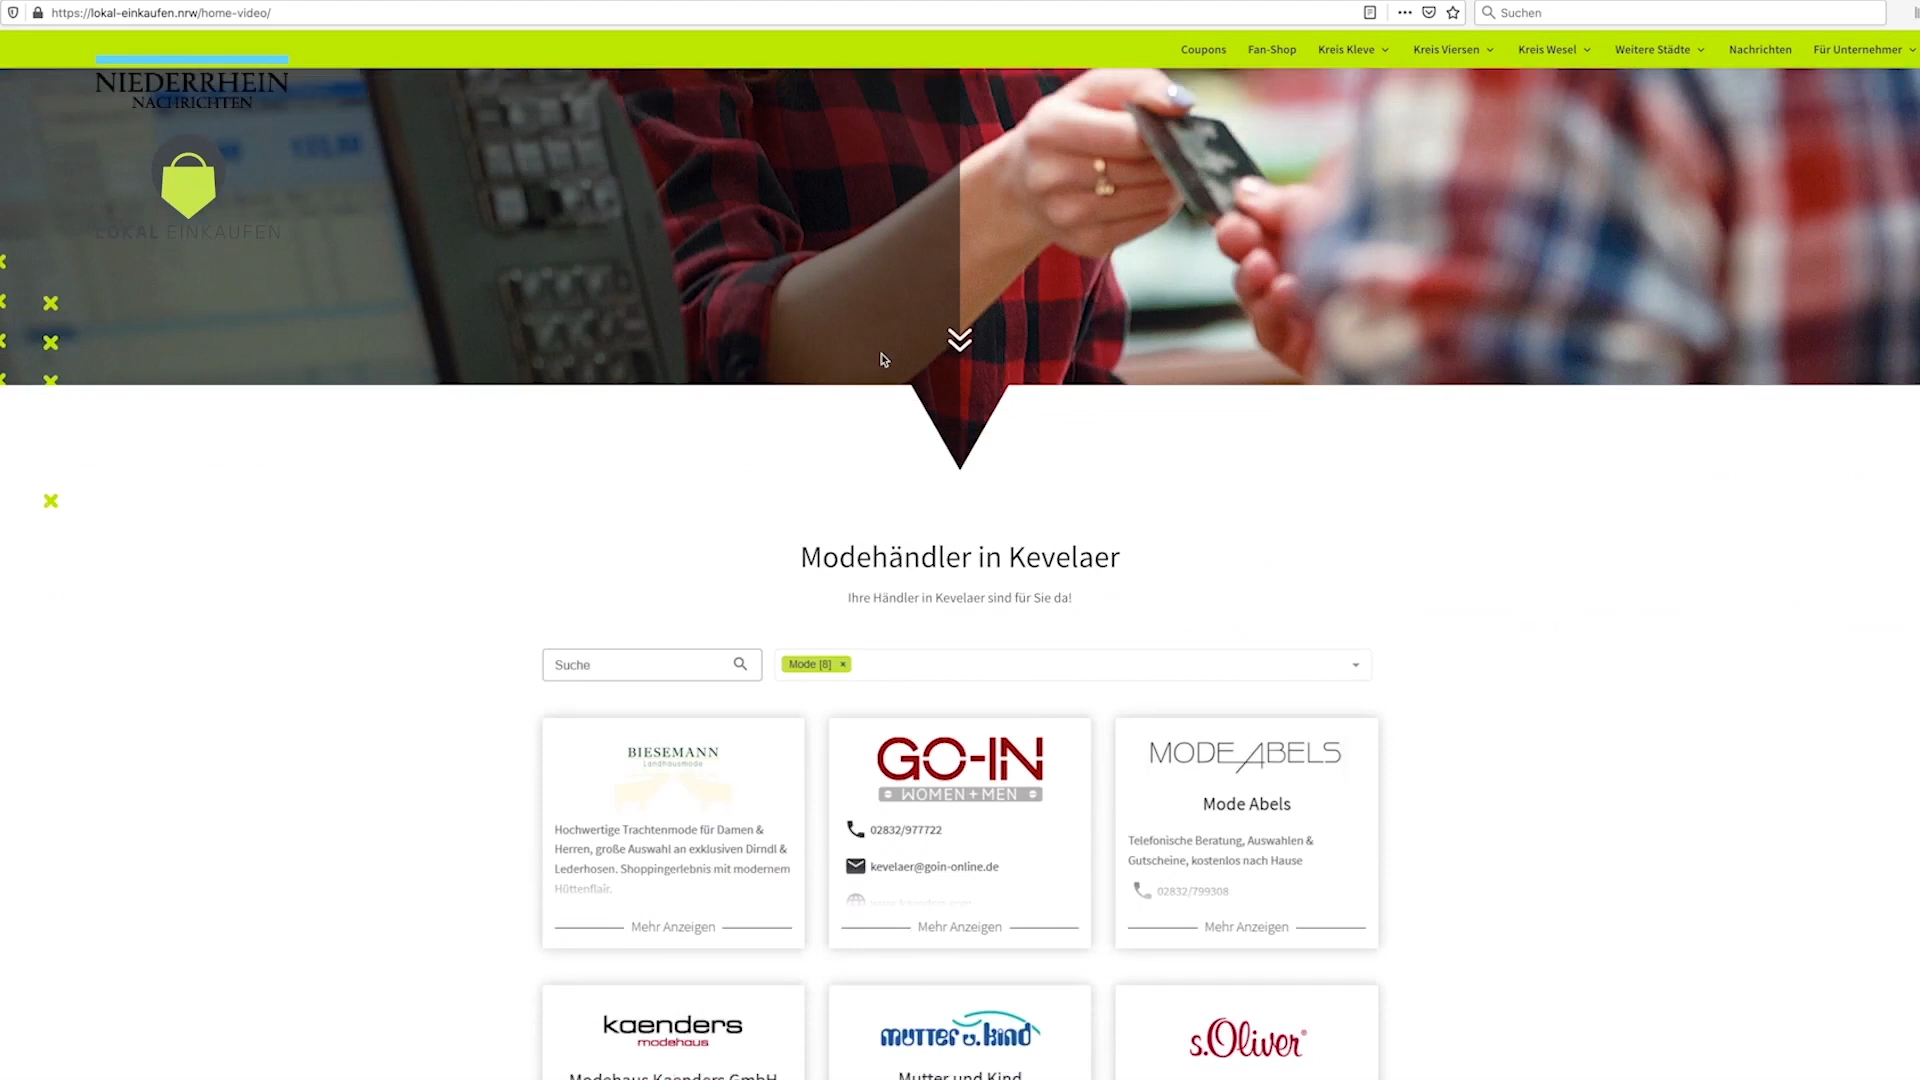 https://lokal-einkaufen.nrw/home-video/
Suchen
Coupons Fan-Shop Kreis Kleve Kreis Viersen Kreis Wesel Weitere Städte Nachrichten Für Unternehmer
NIEDERRHEIN
NACHRICHTEN
LOKAL EINKAUFEN
Modehändler in Kevelaer
Ihre Händler in Kevelaer sind für Sie da!
Suche
Mode [8] ×
BIESEMANN
Landhausmode
Hochwertige Trachtenmode für Damen &
Herren, große Auswahl an exklusiven Dirndl &
Lederhosen. Shoppingerlebnis mit modernem
Hüttenflair.
Mehr Anzeigen
GO-IN
WOMEN + MEN
02832/977722
kevelaer@goin-online.de
Mehr Anzeigen
MODE ABELS
Mode Abels
Telefonische Beratung, Auswahlen &
Gutscheine, kostenlos nach Hause
02832/799308
Mehr Anzeigen
kaenders
modehaus
Modehaus Kaenders GmbH
mutter u. kind
Mutter und Kind
s.Oliver®